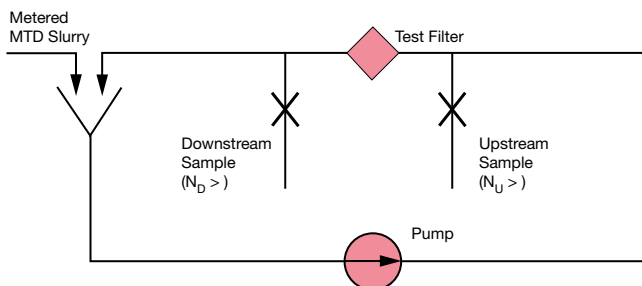 Metered
MTD Slurry
Test Filter
Downstream
Sample
(N_D > )
Upstream
Sample
(N_U > )
Pump